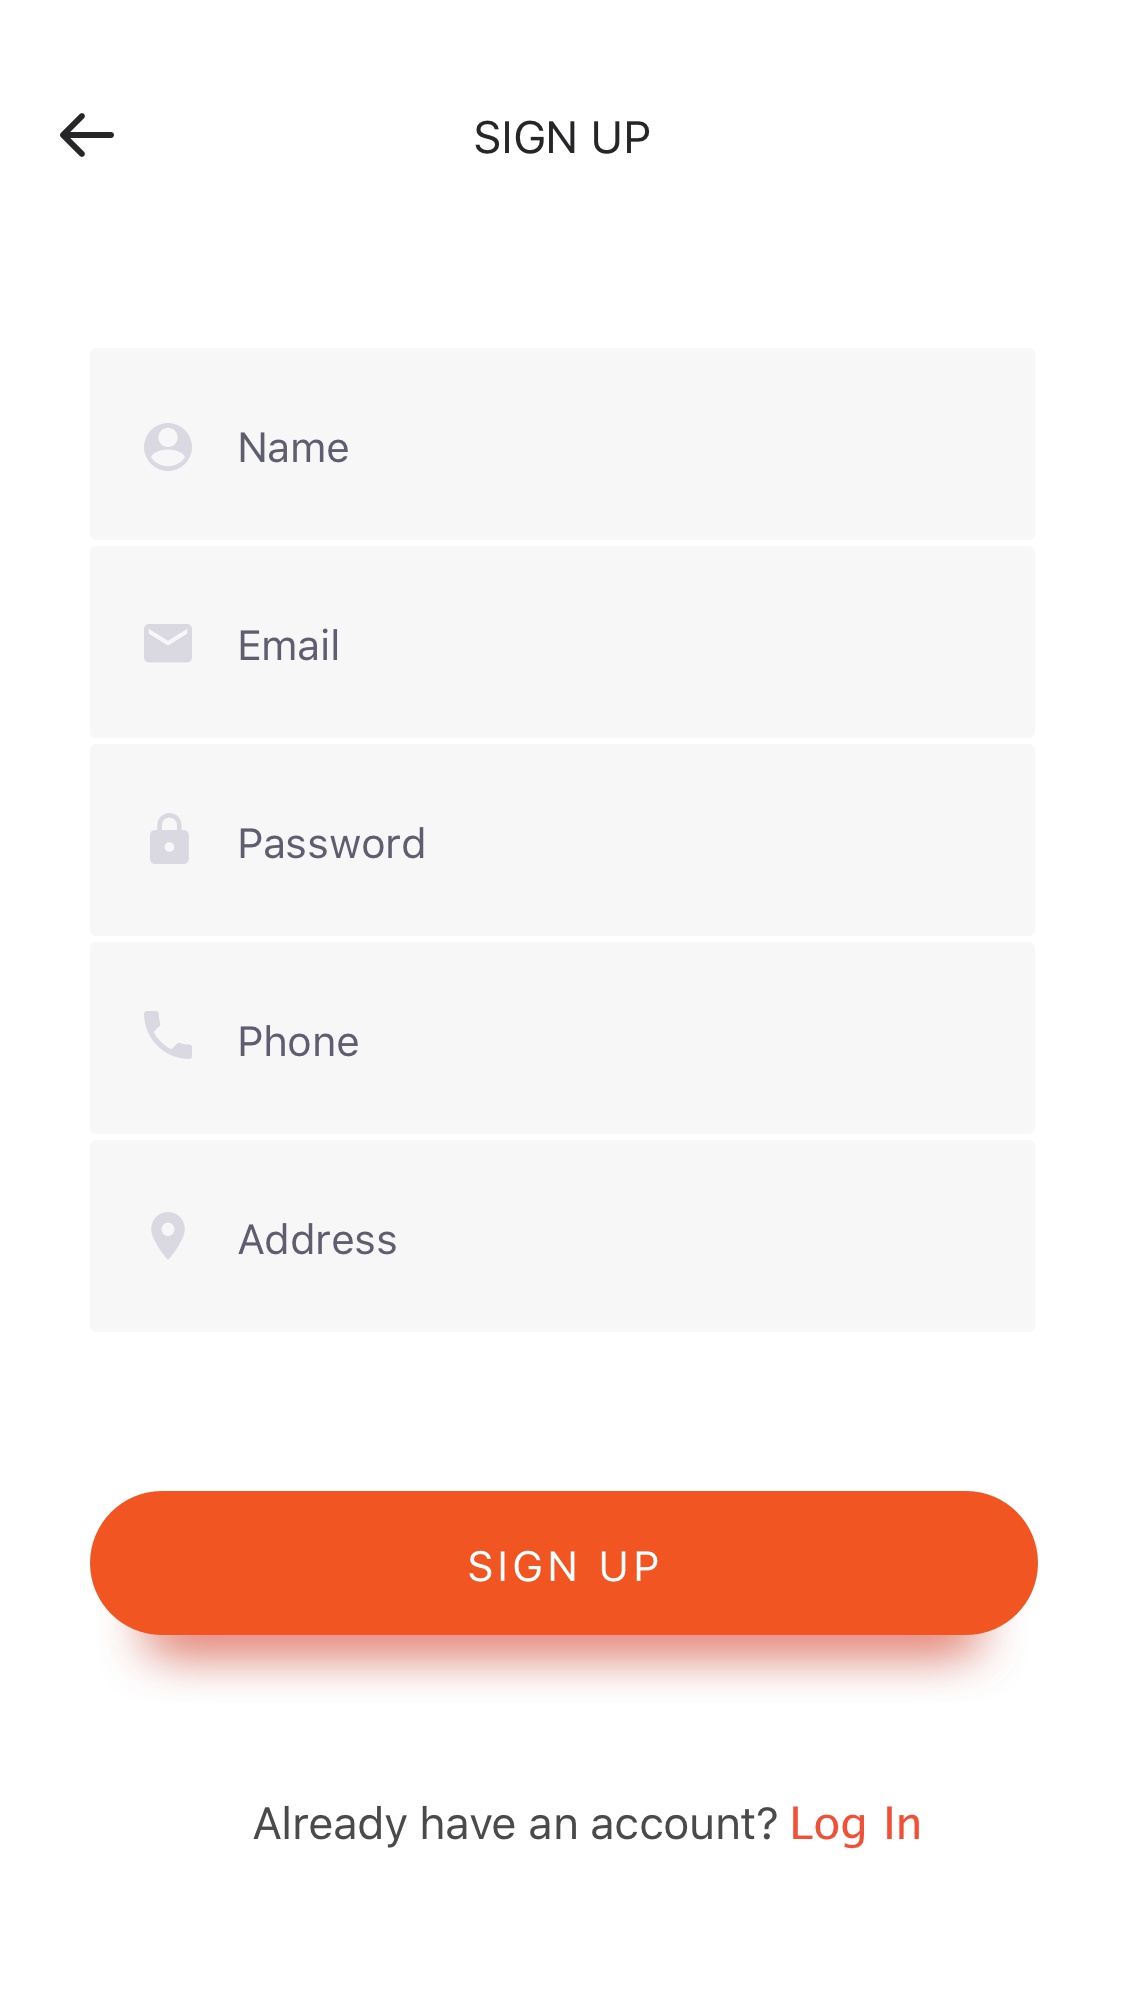 SIGN UP
Name
Email
Password
Phone
Address
SIGN UP
Already have an account? Log In